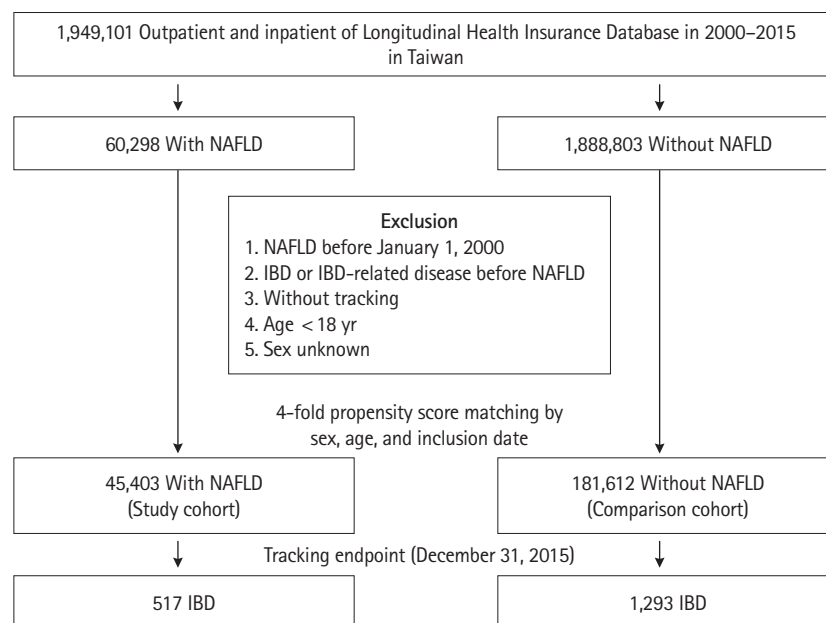 1,949,101 Outpatient and inpatient of Longitudinal Health Insurance Database in 2000–2015
in Taiwan
60,298 With NAFLD
1,888,803 Without NAFLD
Exclusion
1. NAFLD before January 1, 2000
2. IBD or IBD-related disease before NAFLD
3. Without tracking
4. Age < 18 yr
5. Sex unknown
4-fold propensity score matching by
sex, age, and inclusion date
45,403 With NAFLD
(Study cohort)
181,612 Without NAFLD
(Comparison cohort)
Tracking endpoint (December 31, 2015)
517 IBD
1,293 IBD